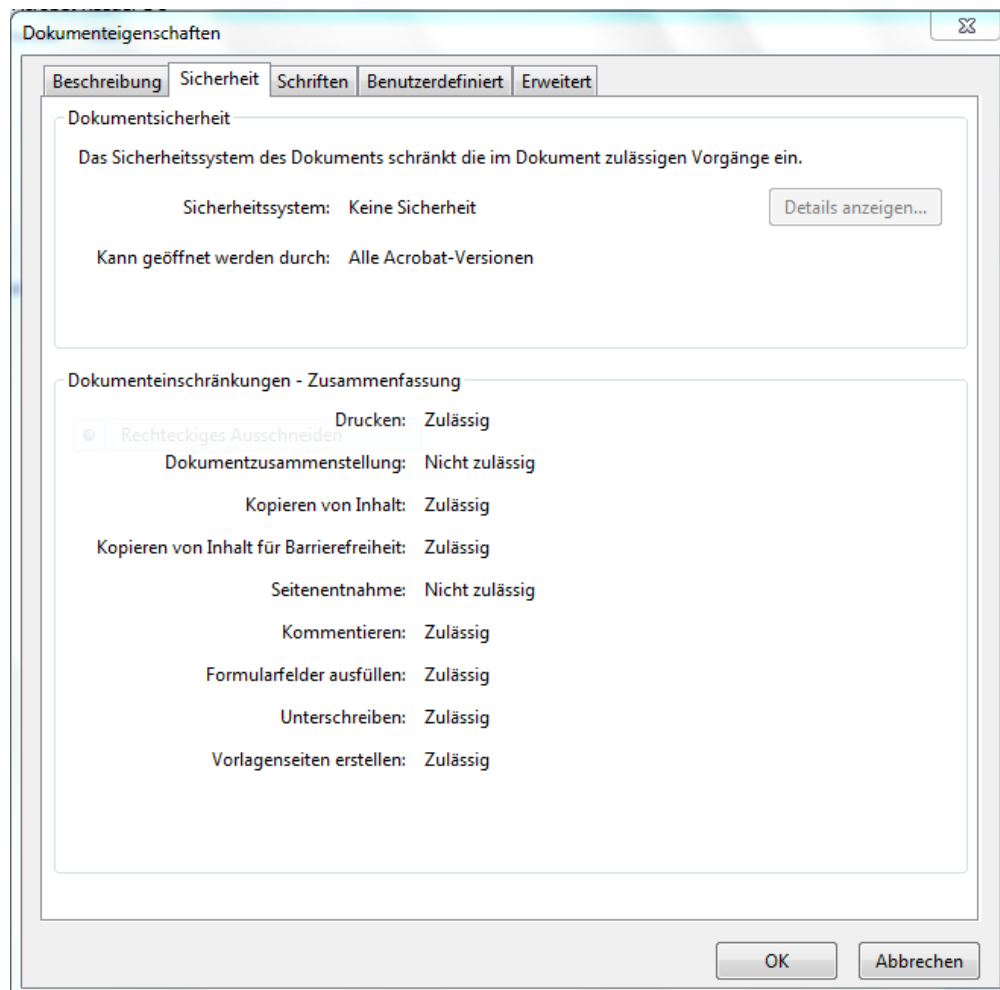 Dokumenteigenschaften
Beschreibung Sicherheit Schriften Benutzerdefiniert Erweitert
Dokumentsicherheit
Das Sicherheitssystem des Dokuments schränkt die im Dokument zulässigen Vorgänge ein.
Sicherheitssystem: Keine Sicherheit Details anzeigen...
Kann geöffnet werden durch: Alle Acrobat-Versionen
Dokumenteinschränkungen - Zusammenfassung
Drucken: Zulässig
Rechteckiges Ausschneiden
Dokumentzusammenstellung: Nicht zulässig
Kopieren von Inhalt: Zulässig
Kopieren von Inhalt für Barrierefreiheit: Zulässig
Seitenentnahme: Nicht zulässig
Kommentieren: Zulässig
Formularfelder ausfüllen: Zulässig
Unterschreiben: Zulässig
Vorlagenseiten erstellen: Zulässig
OK Abbrechen